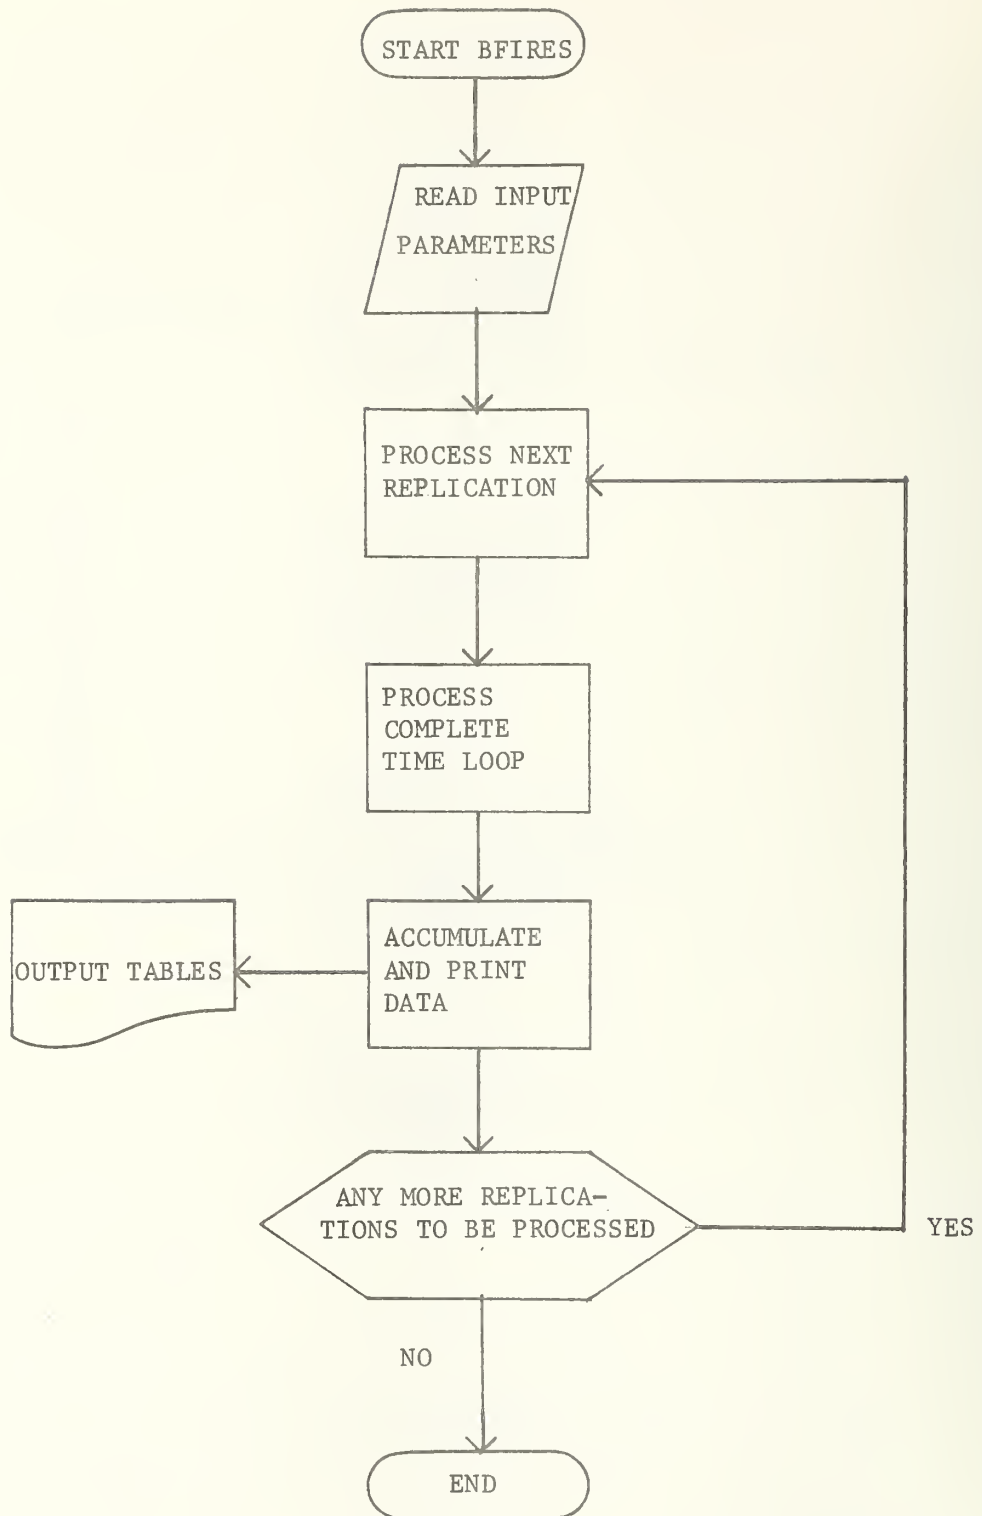 START BFIRES
READ INPUT
PARAMETERS
PROCESS NEXT
REPLICATION
PROCESS
COMPLETE
TIME LOOP
ACCUMULATE
AND PRINT
DATA
OUTPUT TABLES
ANY MORE REPLICA-
TIONS TO BE PROCESSED
YES
NO
END